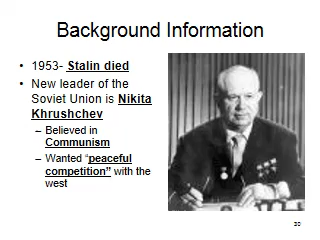 Background Information
• 1953- Stalin died
• New leader of the
Soviet Union is Nikita
Khrushchev
– Believed in
Communism
– Wanted “peaceful
competition” with the
west